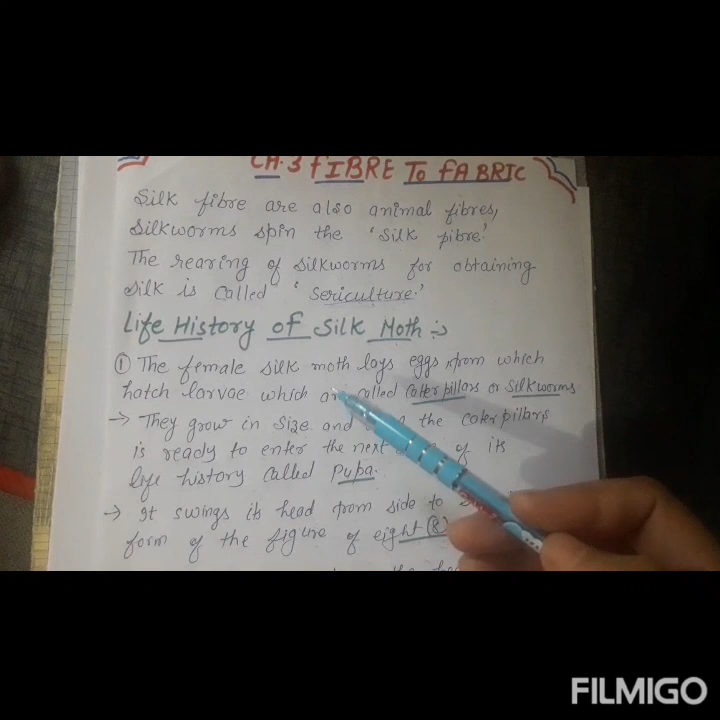 CH.3 FIBRE TO FABRIC
Silk fibre are also animal fibres,
Silkworms spin the 'Silk fibre.'
The rearing of silkworms for obtaining
silk is called 'Sericulture.'
Life History of Silk Moth :-
① The female silk moth lays eggs from which
hatch larvae which are called Caterpillars or Silkworms
→ They grow in size and the caterpillars
is ready to enter the next of its
life history called Pupa.
→ It swings its head from side to
form of the figure of eight (8)
FILMIGO